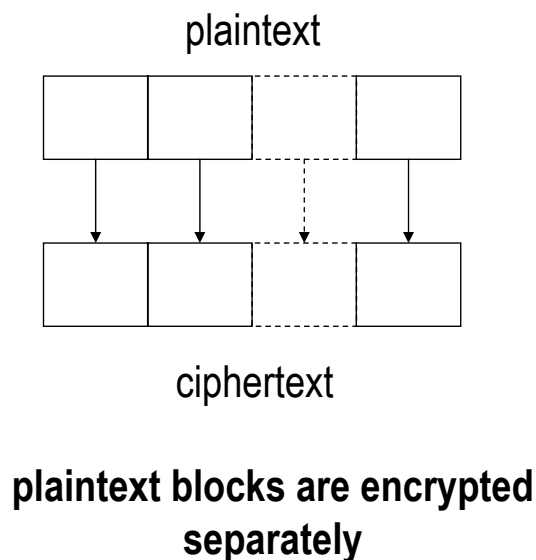 plaintext
ciphertext
plaintext blocks are encrypted
separately